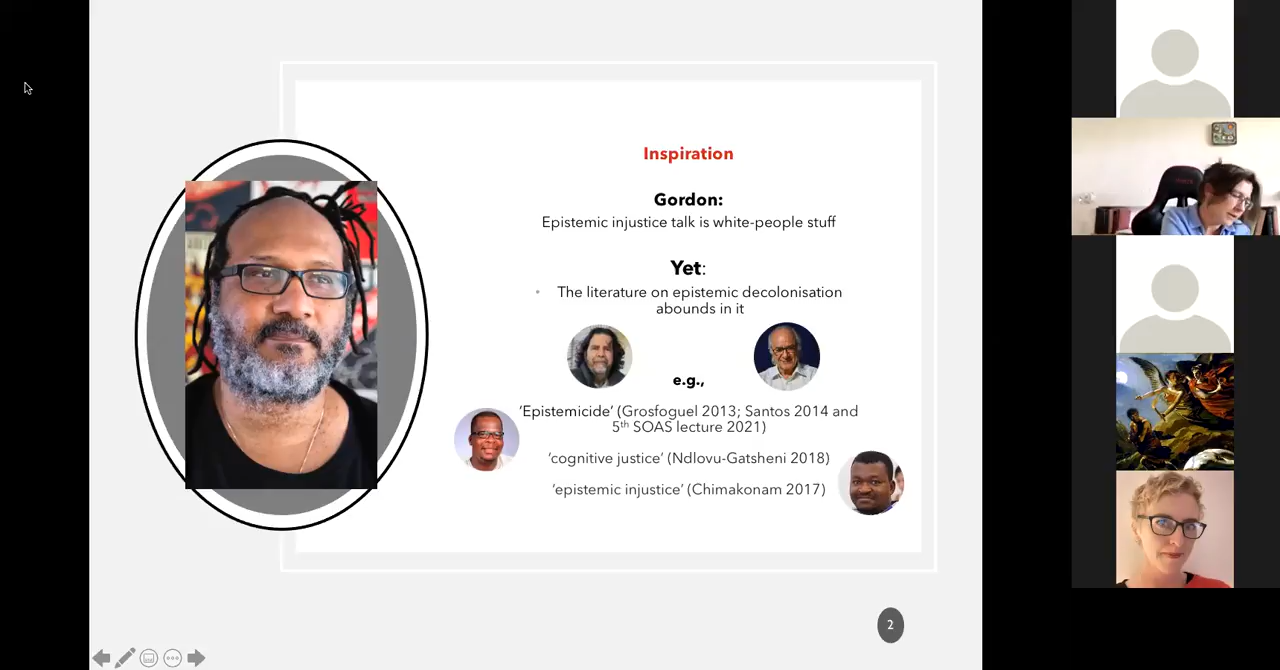 Inspiration
Gordon:
Epistemic injustice talk is white-people stuff
Yet:
• The literature on epistemic decolonisation
abounds in it
e.g.,
'Epistemicide' (Grosfoguel 2013; Santos 2014 and
5th SOAS lecture 2021)
'cognitive justice' (Ndlovu-Gatsheni 2018)
'epistemic injustice' (Chimakonam 2017)
2